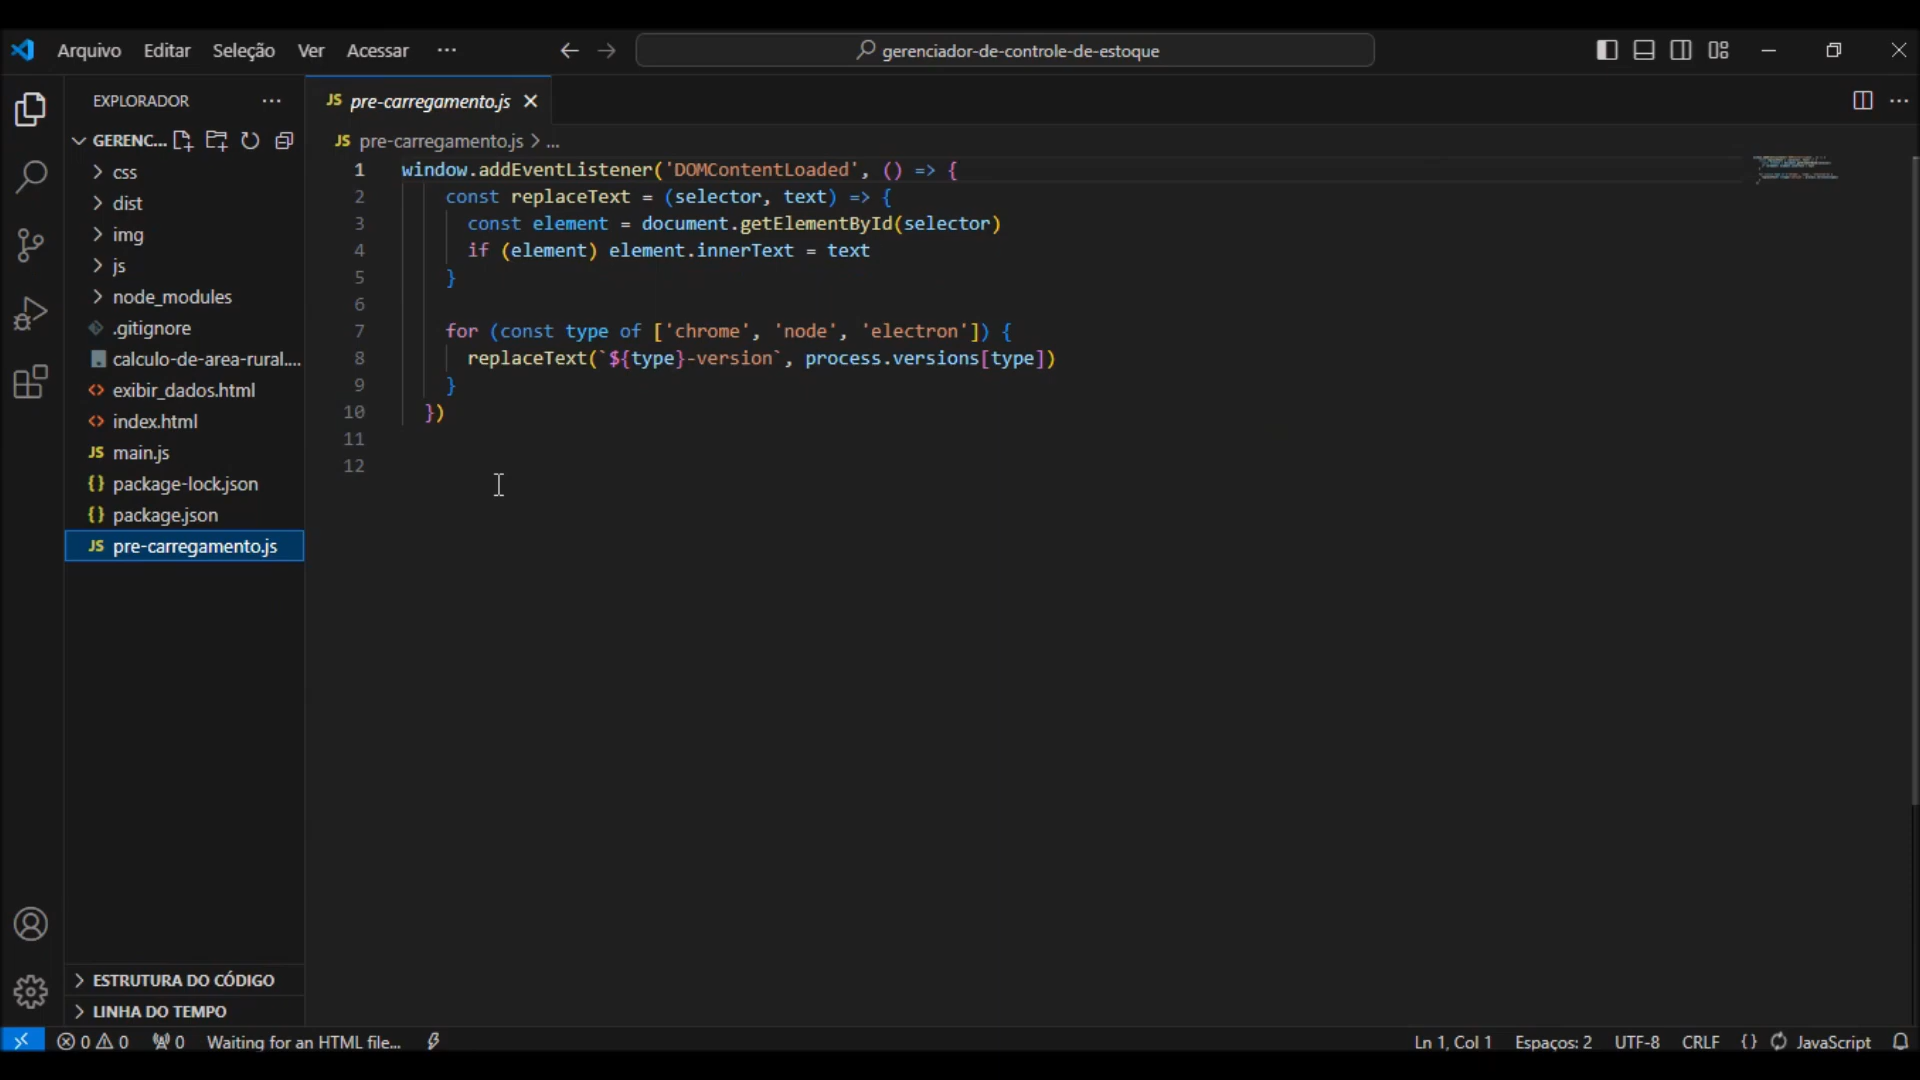 Arquivo Editar Seleção Ver Acessar ··· gerenciador-de-controle-de-estoque
EXPLORADOR ···
GERENC...
css
dist
img
js
node_modules
.gitignore
calculo-de-area-rural....
exibir_dados.html
index.html
JS main.js
{} package-lock.json
{} package.json
JS pre-carregamento.js
ESTRUTURA DO CÓDIGO
LINHA DO TEMPO
JS pre-carregamento.js
JS pre-carregamento.js > ...
1 window.addEventListener('DOMContentLoaded', () => {
2 const replaceText = (selector, text) => {
3 const element = document.getElementById(selector)
4 if (element) element.innerText = text
5 }
6
7 for (const type of ['chrome', 'node', 'electron']) {
8 replaceText(`${type}-version`, process.versions[type])
9 }
10 })
11
12
0 0 0 Waiting for an HTML file... Ln 1, Col 1 Espaços: 2 UTF-8 CRLF {} JavaScript